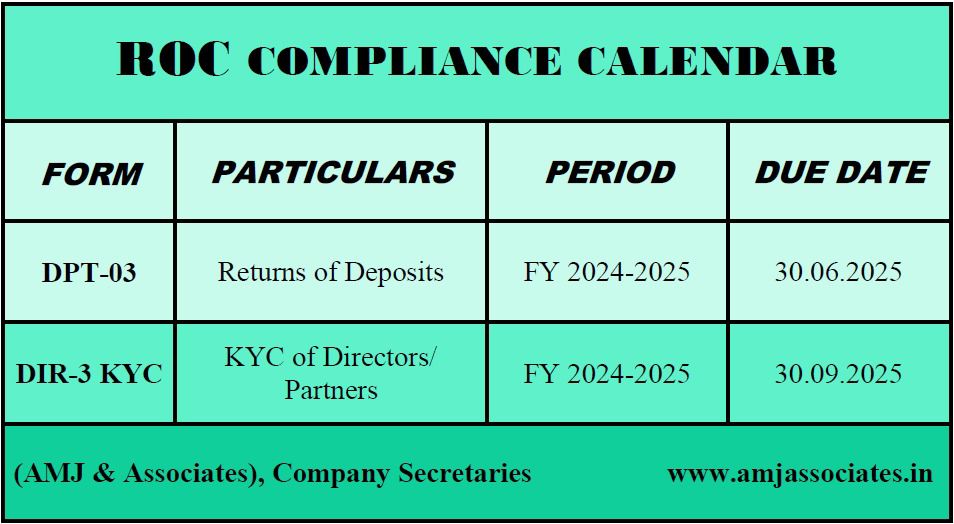 ROC COMPLIANCE CALENDAR
FORM PARTICULARS PERIOD DUE DATE
DPT-03 Returns of Deposits FY 2024-2025 30.06.2025
DIR-3 KYC KYC of Directors/
Partners FY 2024-2025 30.09.2025
(AMJ & Associates), Company Secretaries www.amjassociates.in